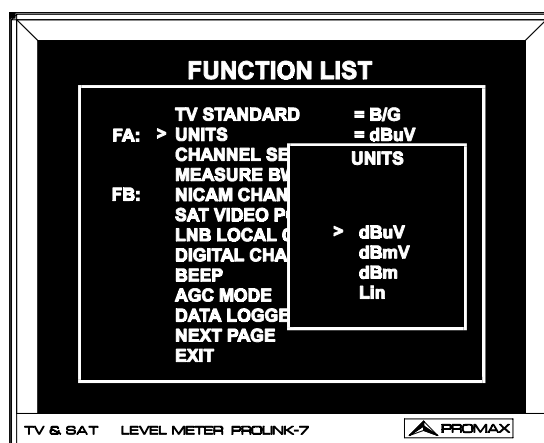 FUNCTION LIST
TV STANDARD = B/G
FA: > UNITS = dBuV
CHANNEL SE
MEASURE BW
FB: NICAM CHAN
SAT VIDEO PO
LNB LOCAL O
DIGITAL CHA
BEEP
AGC MODE
DATA LOGGE
NEXT PAGE
EXIT
UNITS
> dBuV
dBmV
dBm
Lin
TV & SAT LEVEL METER PROLINK-7
PROMAX